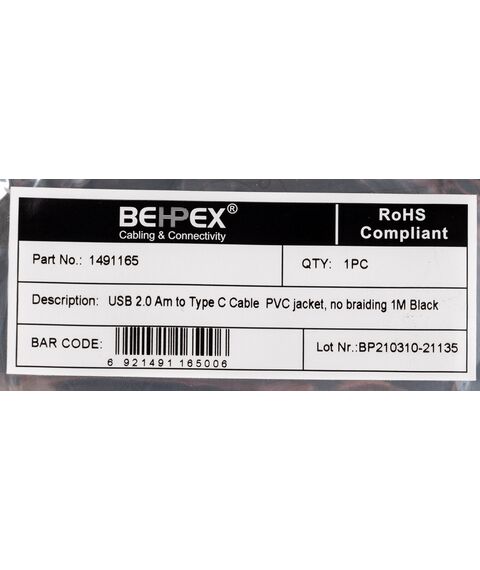 BEHPEX®
Cabling & Connectivity
RoHS
Compliant
Part No.: 1491165
QTY: 1PC
Description: USB 2.0 Am to Type C Cable PVC jacket, no braiding 1M Black
BAR CODE:
6 921491 165006
Lot Nr.:BP210310-21135